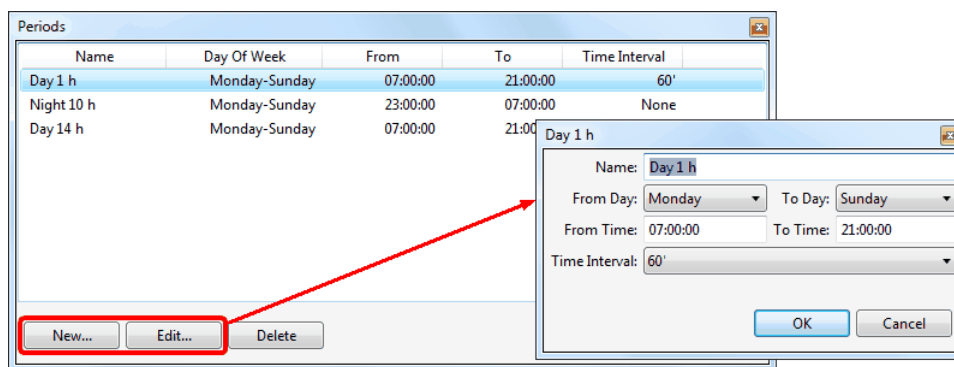 Periods
Name Day Of Week From To Time Interval
Day 1 h Monday-Sunday 07:00:00 21:00:00 60'
Night 10 h Monday-Sunday 23:00:00 07:00:00 None
Day 14 h Monday-Sunday 07:00:00 21:00
Day 1 h
Name: Day 1 h
From Day: Monday To Day: Sunday
From Time: 07:00:00 To Time: 21:00:00
Time Interval: 60'
OK Cancel
New... Edit... Delete